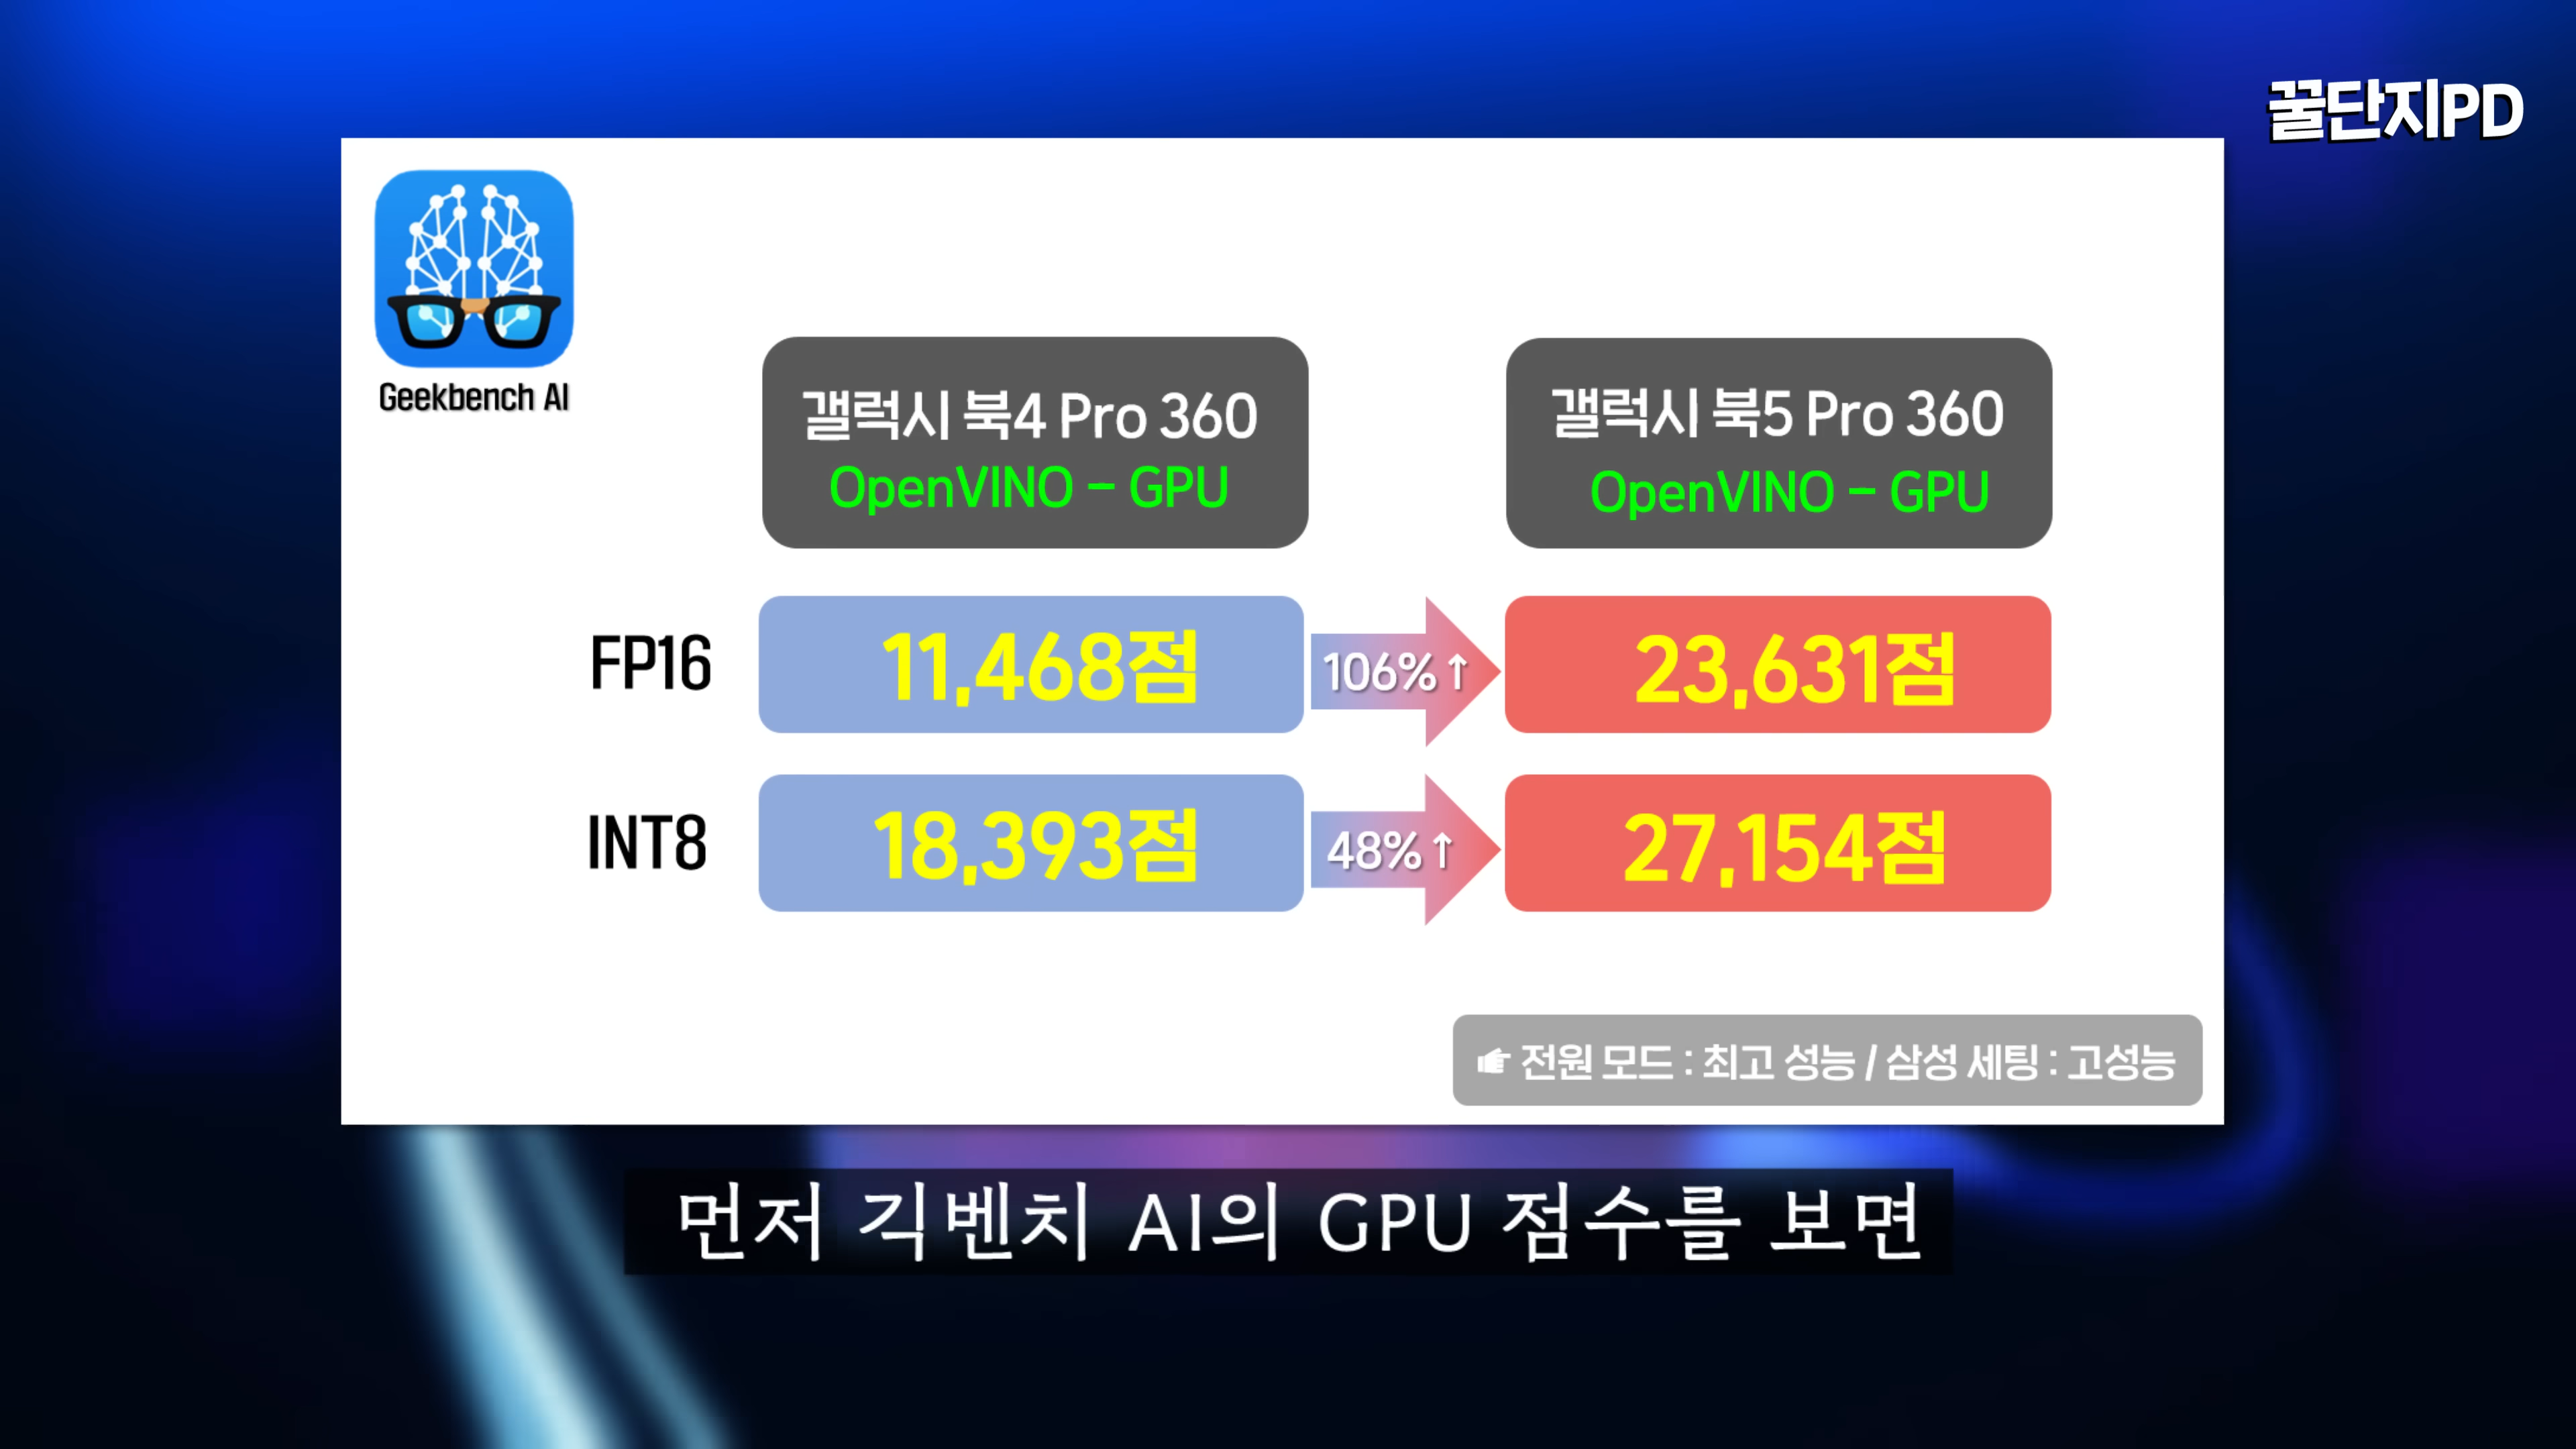 꿀단지PD
Geekbench AI
갤럭시 북4 Pro 360
OpenVINO - GPU
갤럭시 북5 Pro 360
OpenVINO - GPU
FP16
11,468점
106%↑
23,631점
INT8
18,393점
48%↑
27,154점
☛ 전원 모드 : 최고 성능 / 삼성 세팅 : 고성능
먼저 긱벤치 AI의 GPU 점수를 보면